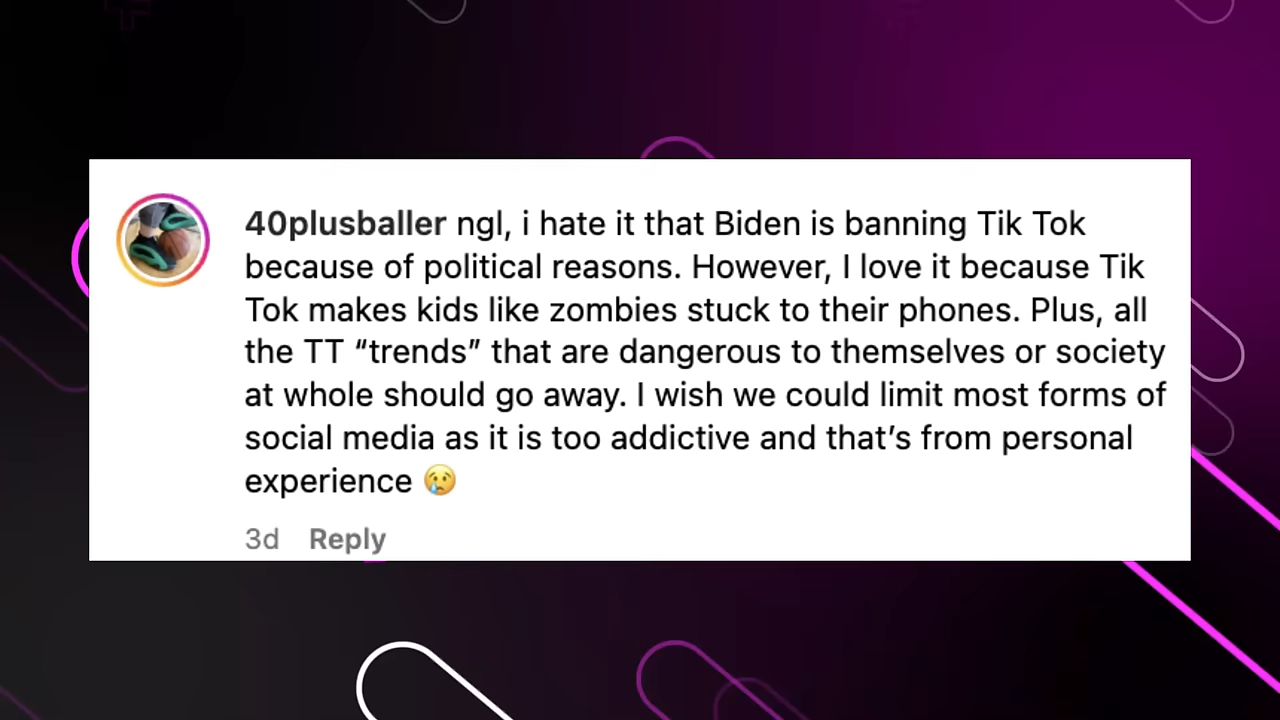 40plusballer ngl, i hate it that Biden is banning Tik Tok
because of political reasons. However, I love it because Tik
Tok makes kids like zombies stuck to their phones. Plus, all
the TT “trends” that are dangerous to themselves or society
at whole should go away. I wish we could limit most forms of
social media as it is too addictive and that’s from personal
experience 😢
3d Reply